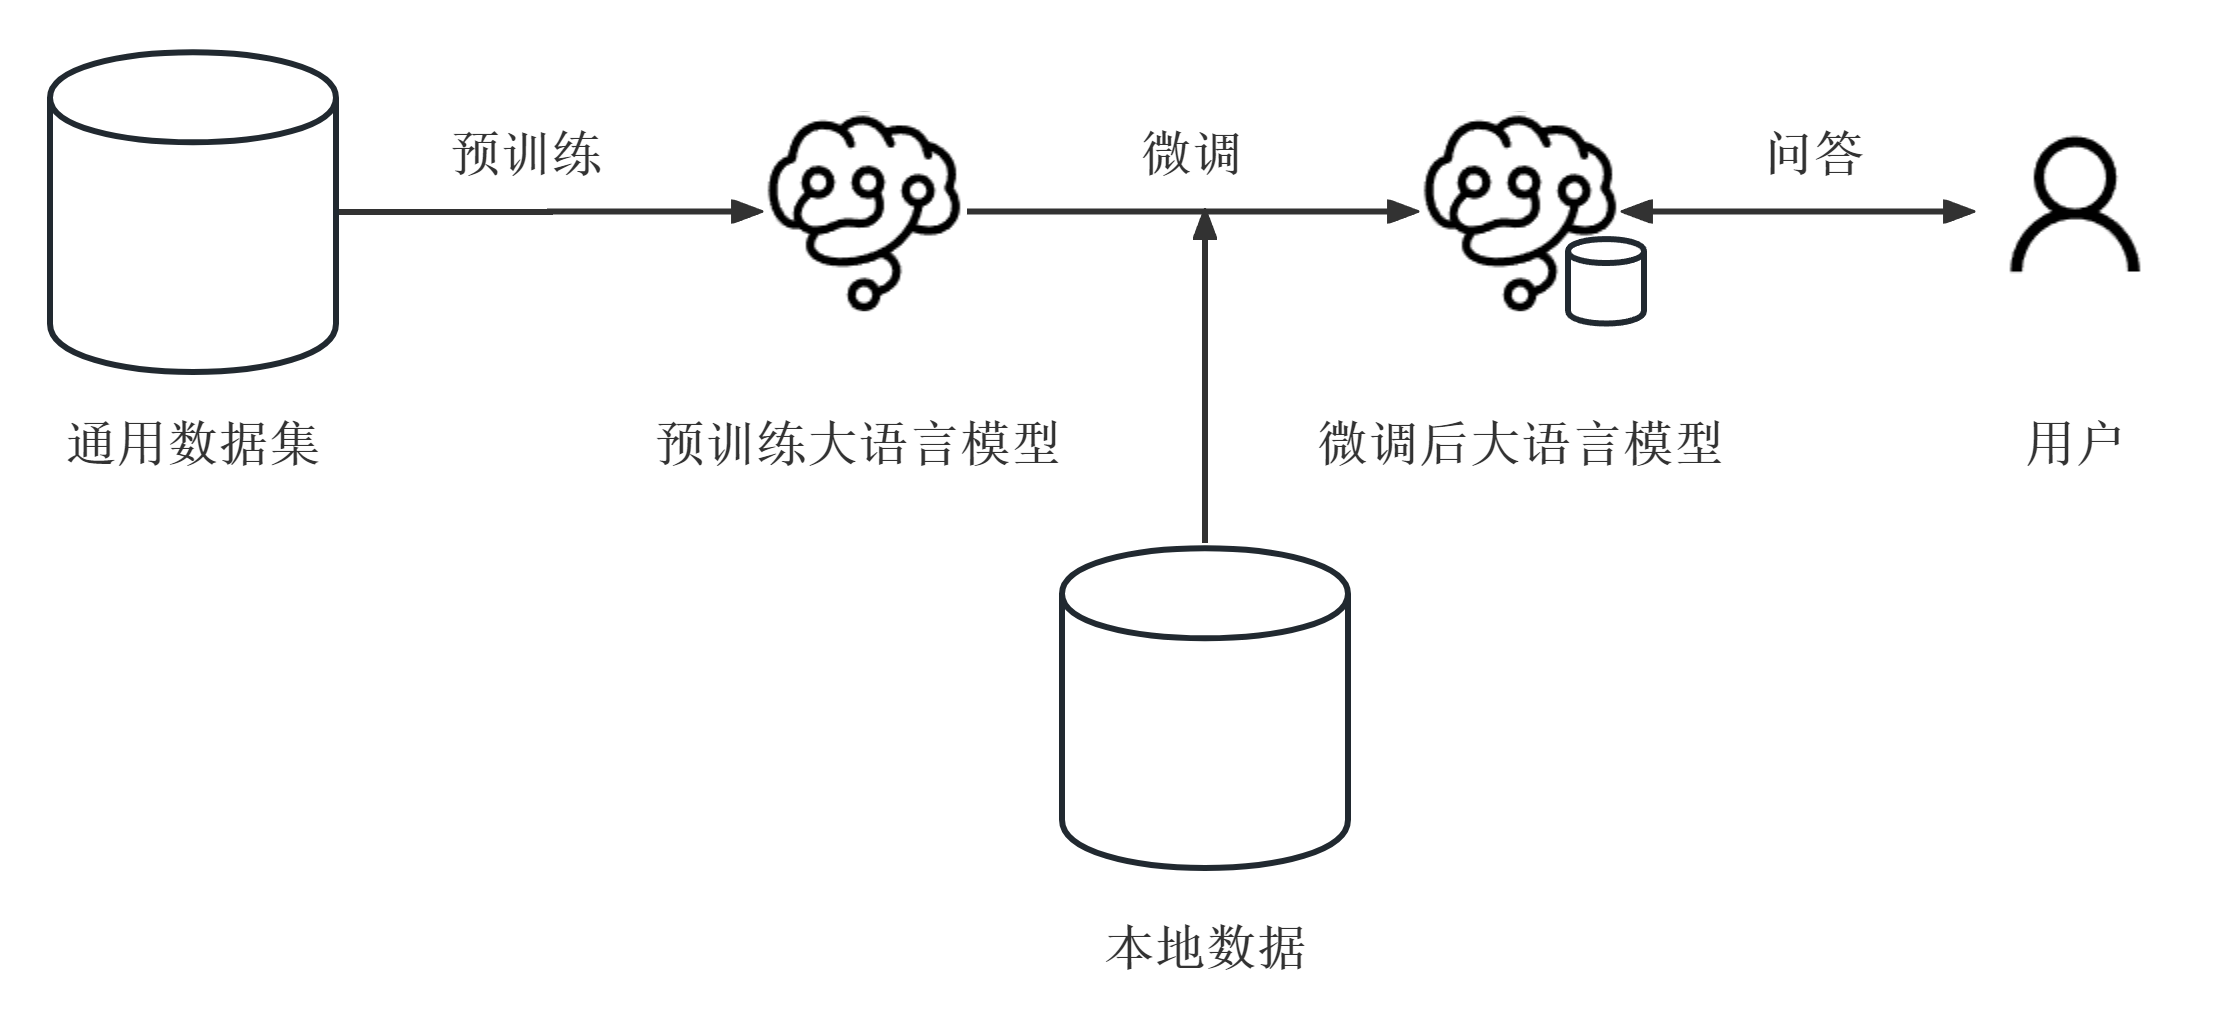 预训练
微调
问答
通用数据集
预训练大语言模型
微调后大语言模型
用户
本地数据